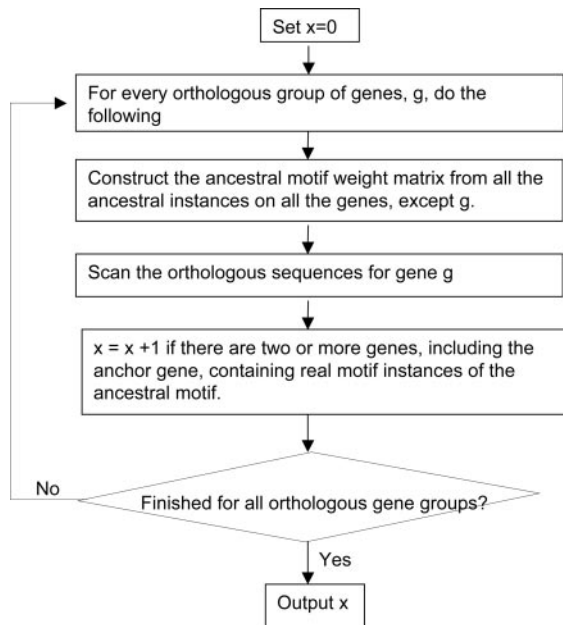 Set x=0
For every orthologous group of genes, g, do the
following
Construct the ancestral motif weight matrix from all the
ancestral instances on all the genes, except g.
Scan the orthologous sequences for gene g
x = x +1 if there are two or more genes, including the
anchor gene, containing real motif instances of the
ancestral motif.
No
Finished for all orthologous gene groups?
Yes
Output x